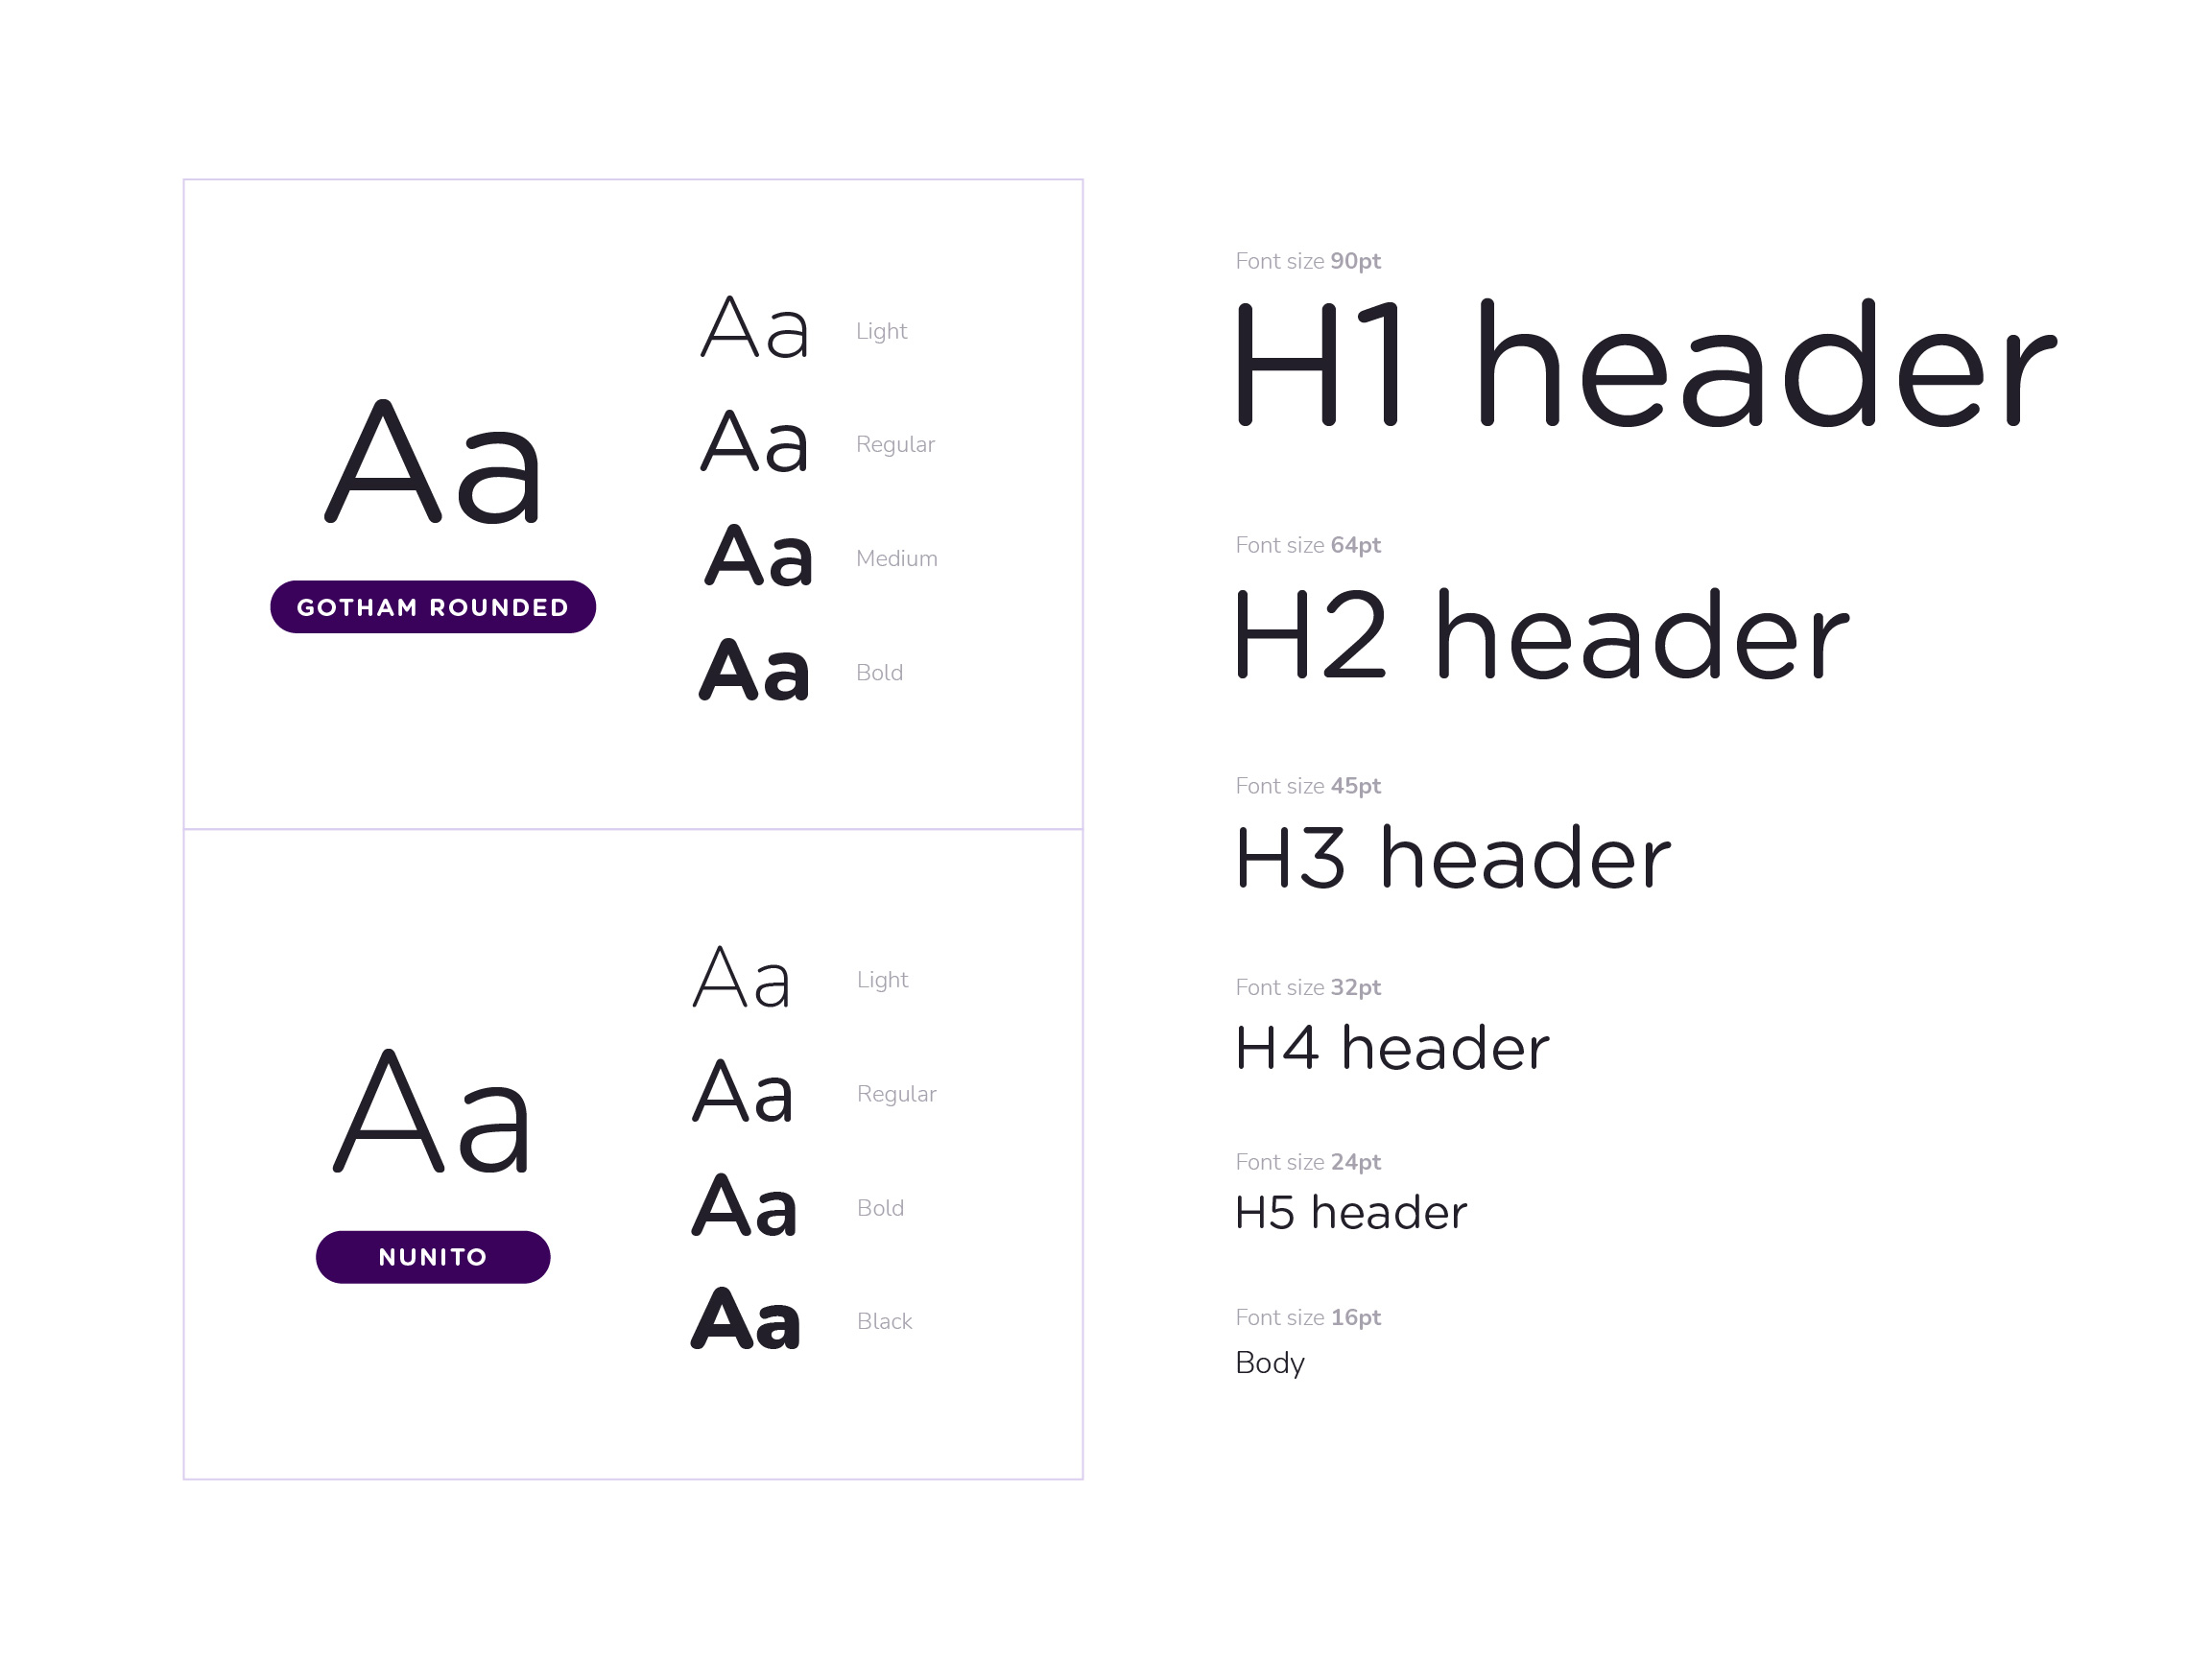 Aa
GOTHAM ROUNDED
Aa Light
Aa Regular
Aa Medium
Aa Bold
Aa
NUNITO
Aa Light
Aa Regular
Aa Bold
Aa Black
Font size 90pt
H1 header
Font size 64pt
H2 header
Font size 45pt
H3 header
Font size 32pt
H4 header
Font size 24pt
H5 header
Font size 16pt
Body